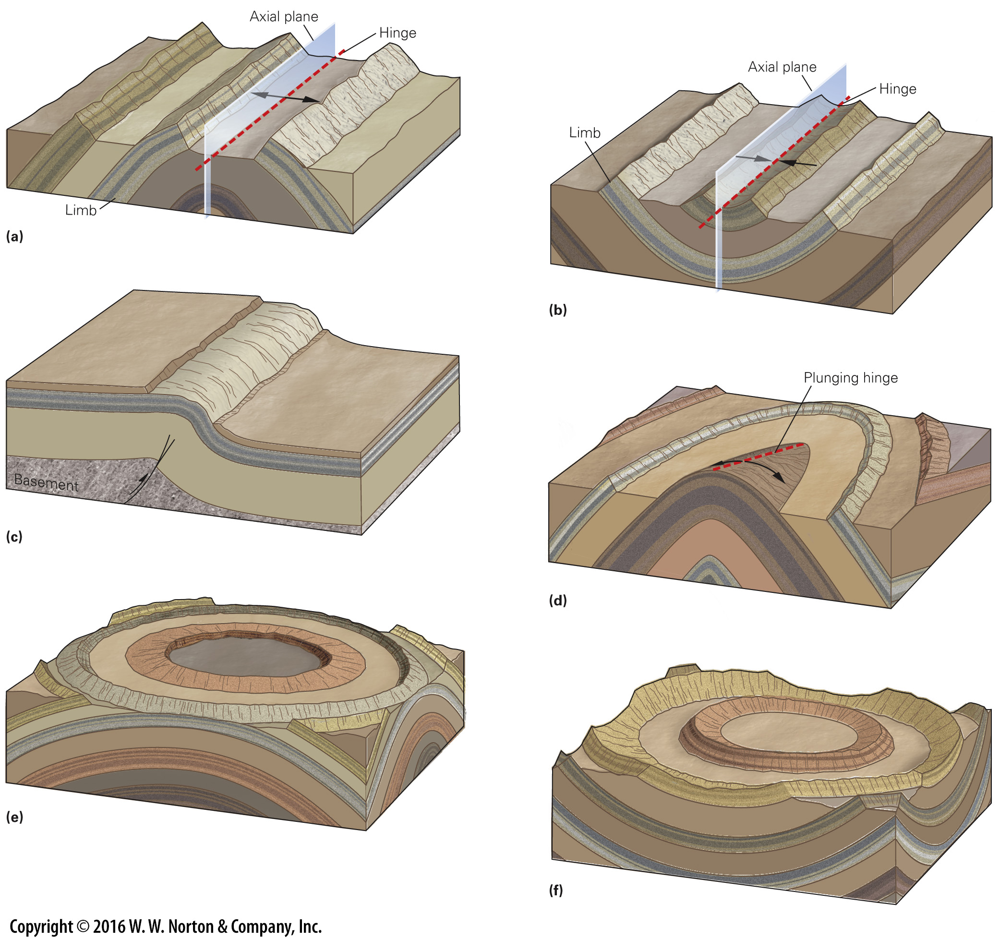 Axial plane
Hinge
Limb
(a)
Axial plane
Hinge
Limb
(b)
Basement
(c)
Plunging hinge
(d)
(e)
(f)
Copyright © 2016 W. W. Norton & Company, Inc.